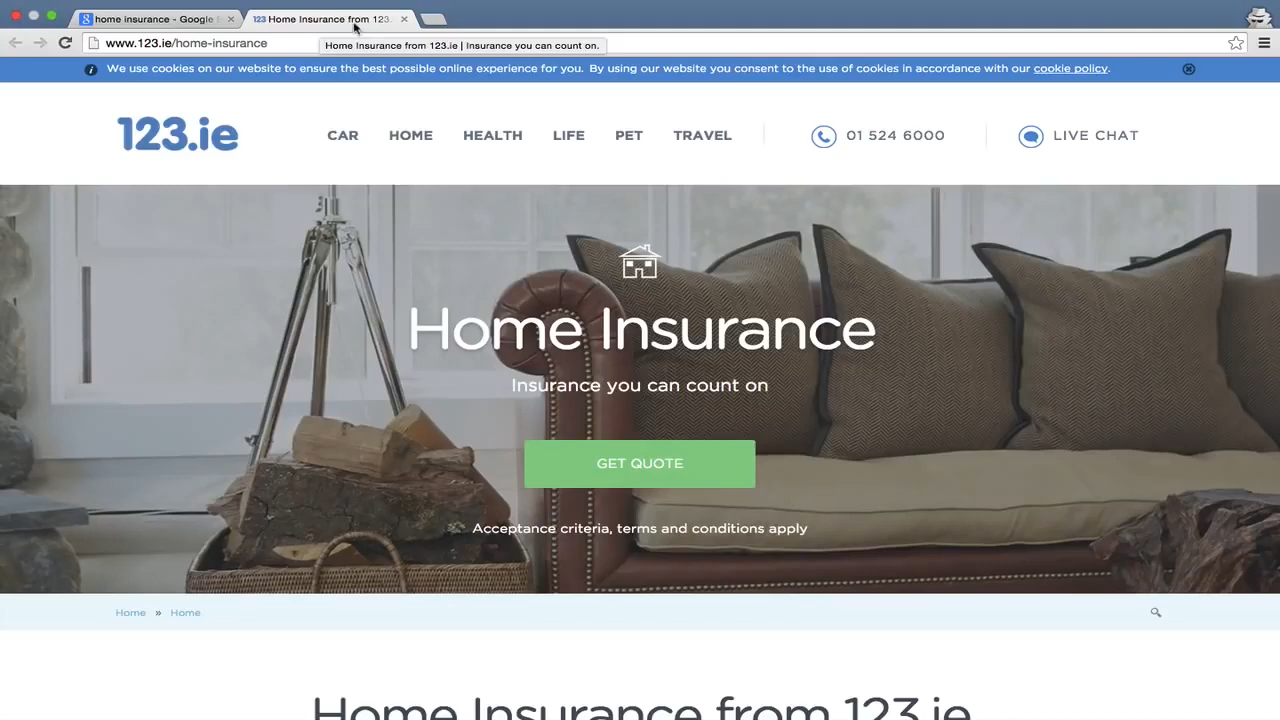 home insurance - Google
123 Home Insurance from 123.
www.123.ie/home-insurance
Home Insurance from 123.ie | Insurance you can count on.
We use cookies on our website to ensure the best possible online experience for you. By using our website you consent to the use of cookies in accordance with our cookie policy.
123.ie
CAR HOME HEALTH LIFE PET TRAVEL 01 524 6000 LIVE CHAT
Home Insurance
Insurance you can count on
GET QUOTE
Acceptance criteria, terms and conditions apply
Home » Home
Home Insurance from 123.ie